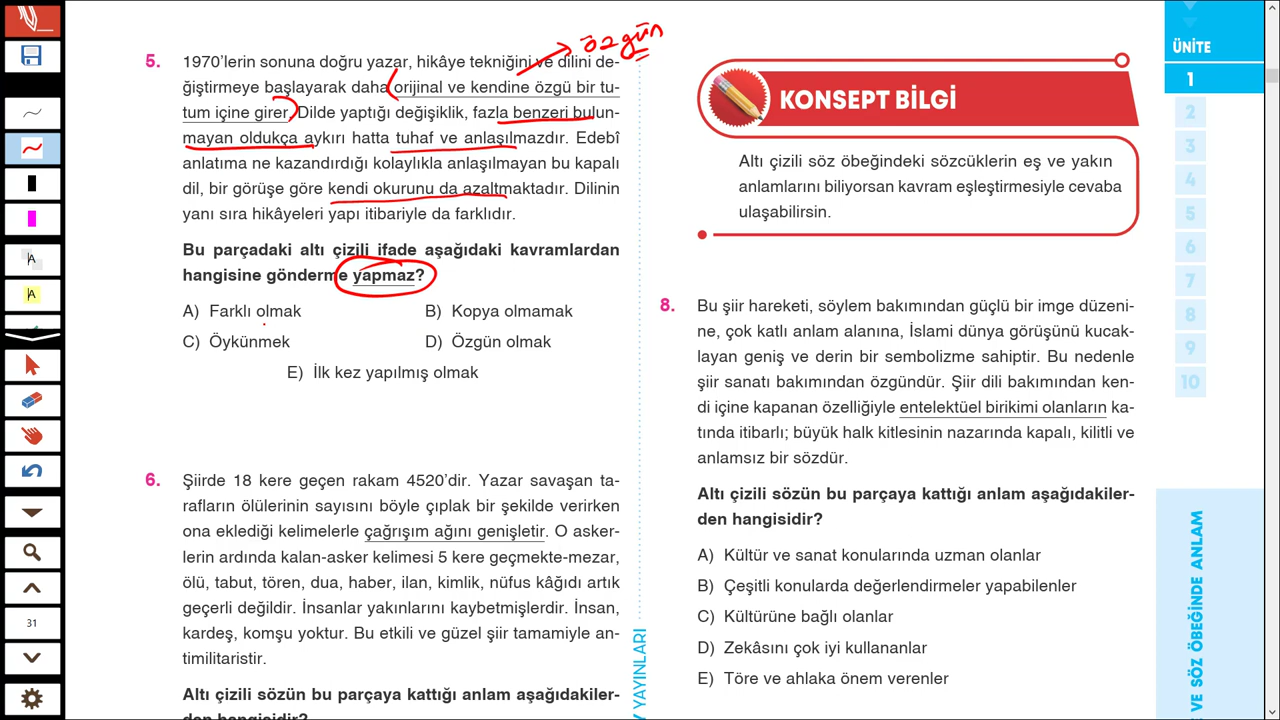 özgün
5. 1970’lerin sonuna doğru yazar, hikâye tekniğini ve dilini de-
ğiştirmeye başlayarak daha orijinal ve kendine özgü bir tu-
tum içine girer. Dilde yaptığı değişiklik, fazla benzeri bulun-
mayan oldukça aykırı hatta tuhaf ve anlaşılmazdır. Edebî
anlatıma ne kazandırdığı kolaylıkla anlaşılmayan bu kapalı
dil, bir görüşe göre kendi okurunu da azaltmaktadır. Dilinin
yanı sıra hikâyeleri yapı itibariyle da farklıdır.
Bu parçadaki altı çizili ifade aşağıdaki kavramlardan
hangisine gönderme yapmaz?
A) Farklı olmak
B) Kopya olmamak
C) Öykünmek
D) Özgün olmak
E) İlk kez yapılmış olmak
6. Şiirde 18 kere geçen rakam 4520’dir. Yazar savaşan ta-
rafların ölülerinin sayısını böyle çıplak bir şekilde verirken
ona eklediği kelimelerle çağrışım ağını genişletir. O asker-
lerin ardında kalan-asker kelimesi 5 kere geçmekte-mezar,
ölü, tabut, tören, dua, haber, ilan, kimlik, nüfus kâğıdı artık
geçerli değildir. İnsanlar yakınlarını kaybetmişlerdir. İnsan,
kardeş, komşu yoktur. Bu etkili ve güzel şiir tamamiyle an-
timilitaristir.
Altı çizili sözün bu parçaya kattığı anlam aşağıdakiler-
den hangisidir?
KONSEPT BİLGİ
Altı çizili söz öbeğindeki sözcüklerin eş ve yakın
anlamlarını biliyorsan kavram eşleştirmesiyle cevaba
ulaşabilirsin.
8. Bu şiir hareketi, söylem bakımından güçlü bir imge düzeni-
ne, çok katlı anlam alanına, İslami dünya görüşünü kucak-
layan geniş ve derin bir sembolizme sahiptir. Bu nedenle
şiir sanatı bakımından özgündür. Şiir dili bakımından ken-
di içine kapanan özelliğiyle entelektüel birikimi olanların ka-
tında itibarlı; büyük halk kitlesinin nazarında kapalı, kilitli ve
anlamsız bir sözdür.
Altı çizili sözün bu parçaya kattığı anlam aşağıdakiler-
den hangisidir?
A) Kültür ve sanat konularında uzman olanlar
B) Çeşitli konularda değerlendirmeler yapabilenler
C) Kültürüne bağlı olanlar
D) Zekâsını çok iyi kullananlar
E) Töre ve ahlaka önem verenler
ÜNİTE
1
2
3
4
5
6
7
8
9
10
VE SÖZ ÖBEĞİNDE ANLAM
YAYINLARI
A
A
31